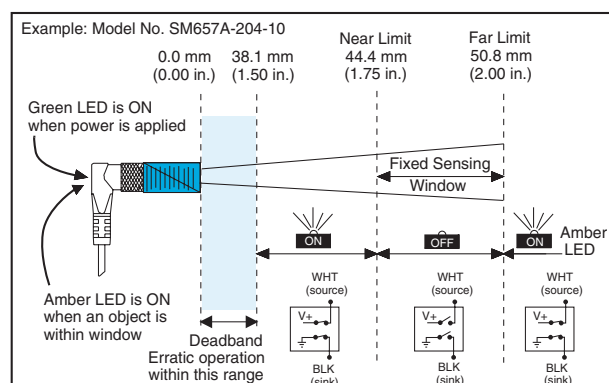 Example: Model No. SM657A-204-10
0.0 mm
(0.00 in.)
38.1 mm
(1.50 in.)
Near Limit
44.4 mm
(1.75 in.)
Far Limit
50.8 mm
(2.00 in.)
Green LED is ON
when power is applied
Fixed Sensing
Window
ON
OFF
ON
Amber
LED
Amber LED is ON
when an object is
within window
Deadband
Erratic operation
within this range
WHT
(source)
V+
BLK
(sink)
WHT
(source)
V+
BLK
(sink)
WHT
(source)
V+
BLK
(sink)